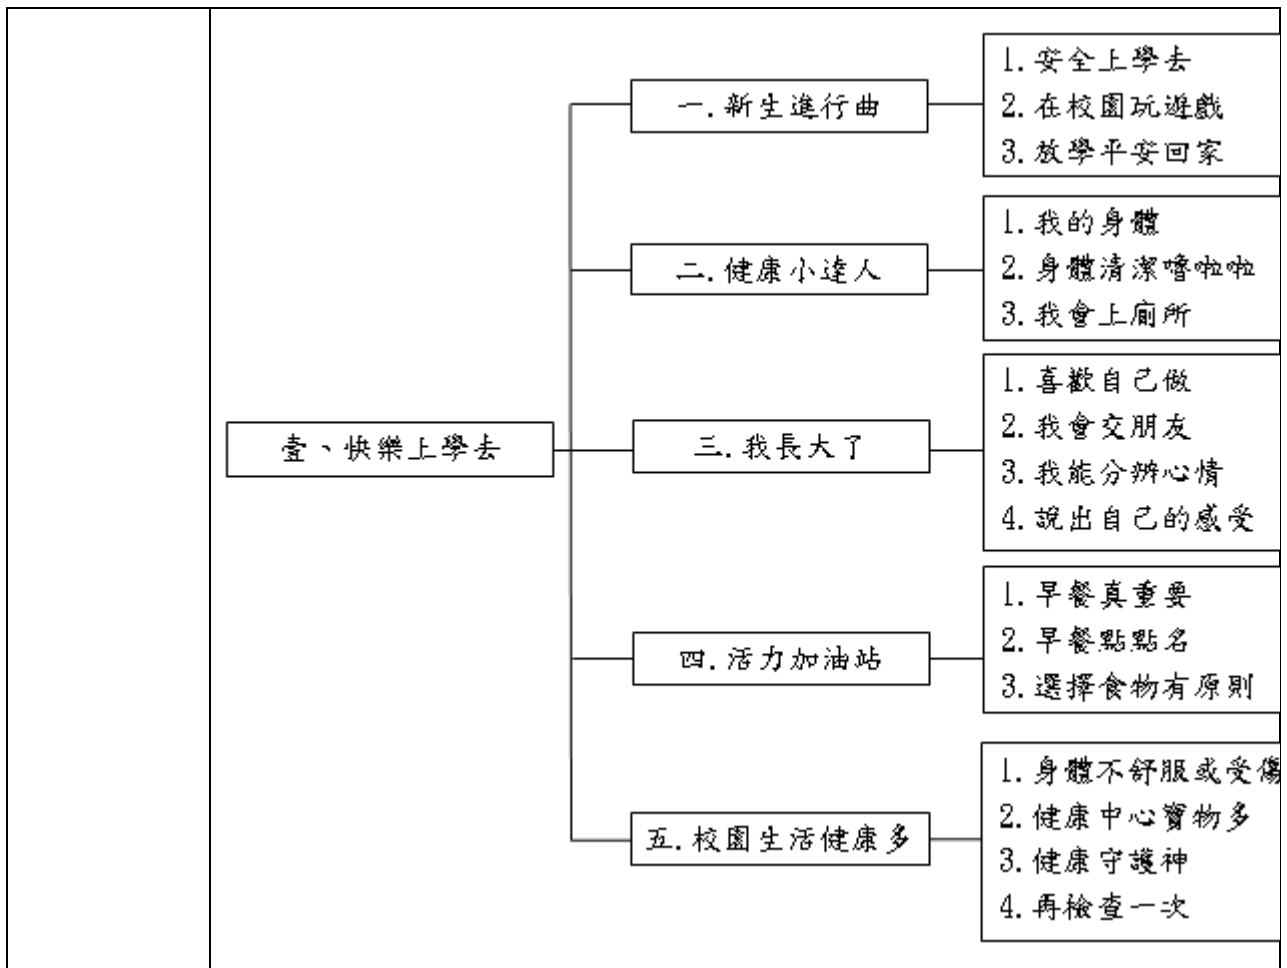 壹、快樂上學去
一.新生進行曲
1.安全上學去
2.在校園玩遊戲
3.放學平安回家
二.健康小達人
1.我的身體
2.身體清潔嚕啦啦
3.我會上廁所
三.我長大了
1.喜歡自己做
2.我會交朋友
3.我能分辨心情
4.說出自己的感受
四.活力加油站
1.早餐真重要
2.早餐點點名
3.選擇食物有原則
五.校園生活健康多
1.身體不舒服或受傷
2.健康中心寶物多
3.健康守護神
4.再檢查一次